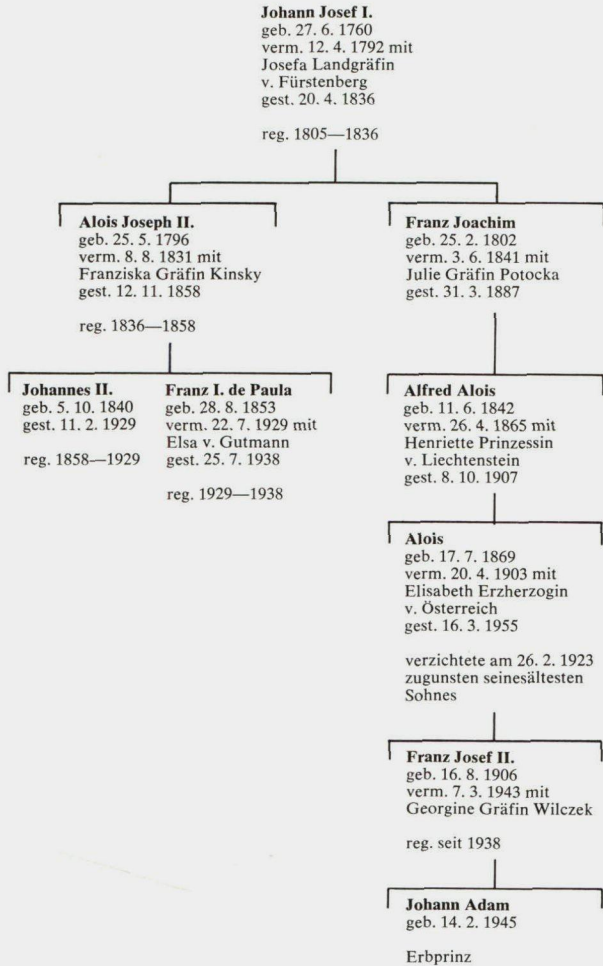 Johann Josef I.
geb. 27. 6. 1760
verm. 12. 4. 1792 mit
Josefa Landgräfin
v. Fürstenberg
gest. 20. 4. 1836
reg. 1805—1836
Alois Joseph II.
geb. 25. 5. 1796
verm. 8. 8. 1831 mit
Franziska Gräfin Kinsky
gest. 12. 11. 1858
reg. 1836—1858
Franz Joachim
geb. 25. 2. 1802
verm. 3. 6. 1841 mit
Julie Gräfin Potocka
gest. 31. 3. 1887
Johannes II.
geb. 5. 10. 1840
gest. 11. 2. 1929
reg. 1858—1929
Franz I. de Paula
geb. 28. 8. 1853
verm. 22. 7. 1929 mit
Elsa v. Gutmann
gest. 25. 7. 1938
reg. 1929—1938
Alfred Alois
geb. 11. 6. 1842
verm. 26. 4. 1865 mit
Henriette Prinzessin
v. Liechtenstein
gest. 8. 10. 1907
Alois
geb. 17. 7. 1869
verm. 20. 4. 1903 mit
Elisabeth Erzherzogin
v. Österreich
gest. 16. 3. 1955
verzichtete am 26. 2. 1923
zugunsten seinesältesten
Sohnes
Franz Josef II.
geb. 16. 8. 1906
verm. 7. 3. 1943 mit
Georgine Gräfin Wilczek
reg. seit 1938
Johann Adam
geb. 14. 2. 1945
Erbprinz